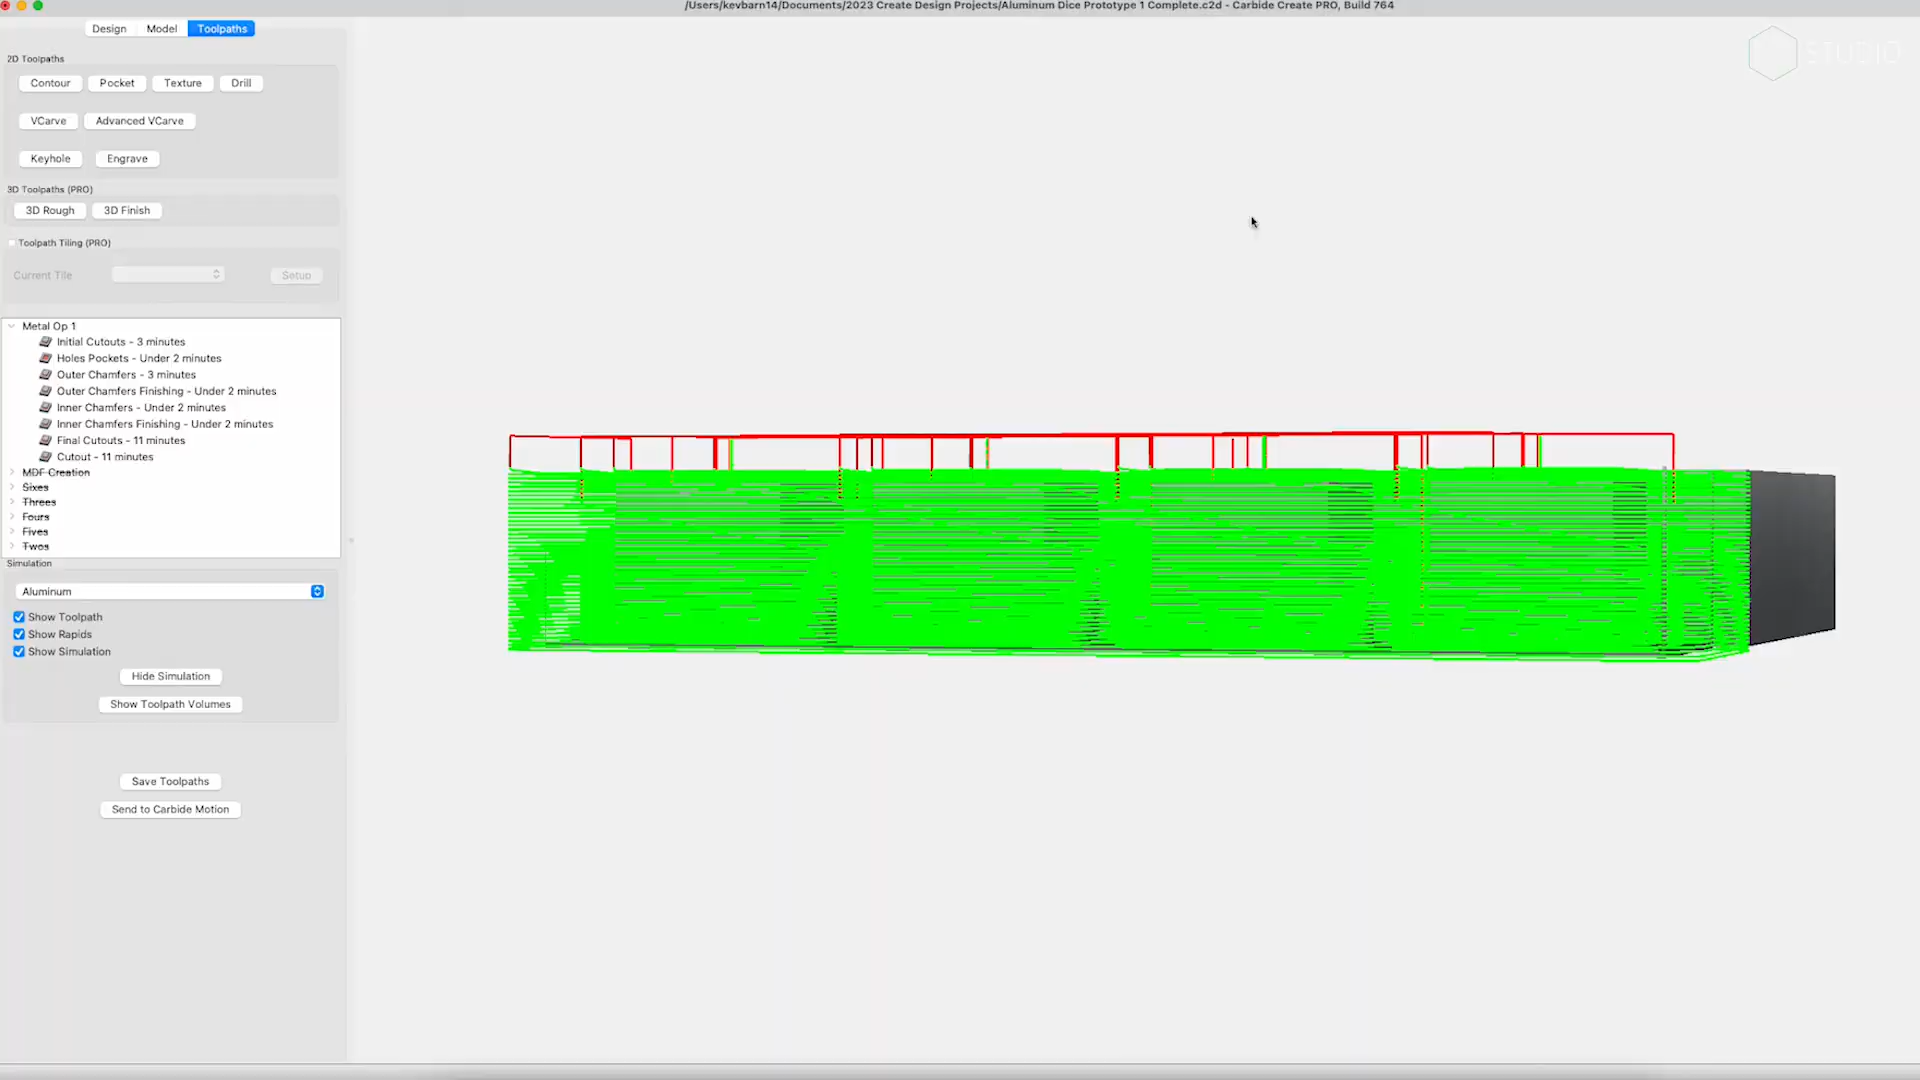 /Users/kevbarn14/Documents/2023 Create Design Projects/Aluminum Dice Prototype 1 Complete.c2d - Carbide Create PRO, Build 764
Design Model Toolpaths
STUDIO
2D Toolpaths
Contour Pocket Texture Drill
VCarve Advanced VCarve
Keyhole Engrave
3D Toolpaths (PRO)
3D Rough 3D Finish
Toolpath Tiling (PRO)
Current Tile Setup
Metal Op 1
Initial Cutouts - 3 minutes
Holes Pockets - Under 2 minutes
Outer Chamfers - 3 minutes
Outer Chamfers Finishing - Under 2 minutes
Inner Chamfers - Under 2 minutes
Inner Chamfers Finishing - Under 2 minutes
Final Cutouts - 11 minutes
Cutout - 11 minutes
MDF Creation
Sixes
Threes
Fours
Fives
Twos
Simulation
Aluminum
Show Toolpath
Show Rapids
Show Simulation
Hide Simulation
Show Toolpath Volumes
Save Toolpaths
Send to Carbide Motion